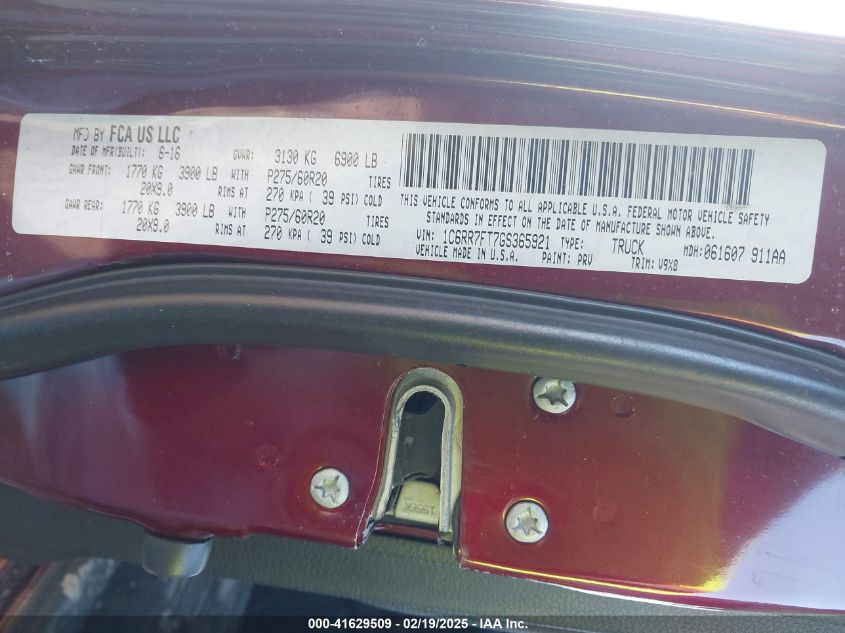 MFD BY FCA US LLC
DATE OF MFR(BUILT): 6-16 GVWR: 3130 KG 6900 LB
GAWR FRONT: 1770 KG 3900 LB WITH P275/60R20 TIRES
20X9.0 RIMS AT 270 KPA ( 39 PSI) COLD
GAWR REAR: 1770 KG 3900 LB WITH P275/60R20 TIRES
20X9.0 RIMS AT 270 KPA ( 39 PSI) COLD
THIS VEHICLE CONFORMS TO ALL APPLICABLE U.S.A. FEDERAL MOTOR VEHICLE SAFETY
STANDARDS IN EFFECT ON THE DATE OF MANUFACTURE SHOWN ABOVE.
VIN: 1C6RR7FT7GS365921 TYPE: TRUCK MDH:061607 911AA
VEHICLE MADE IN U.S.A. PAINT: PRV TRIM: V9X8
000-41629509 / 02/19/2025 - IAA Inc.